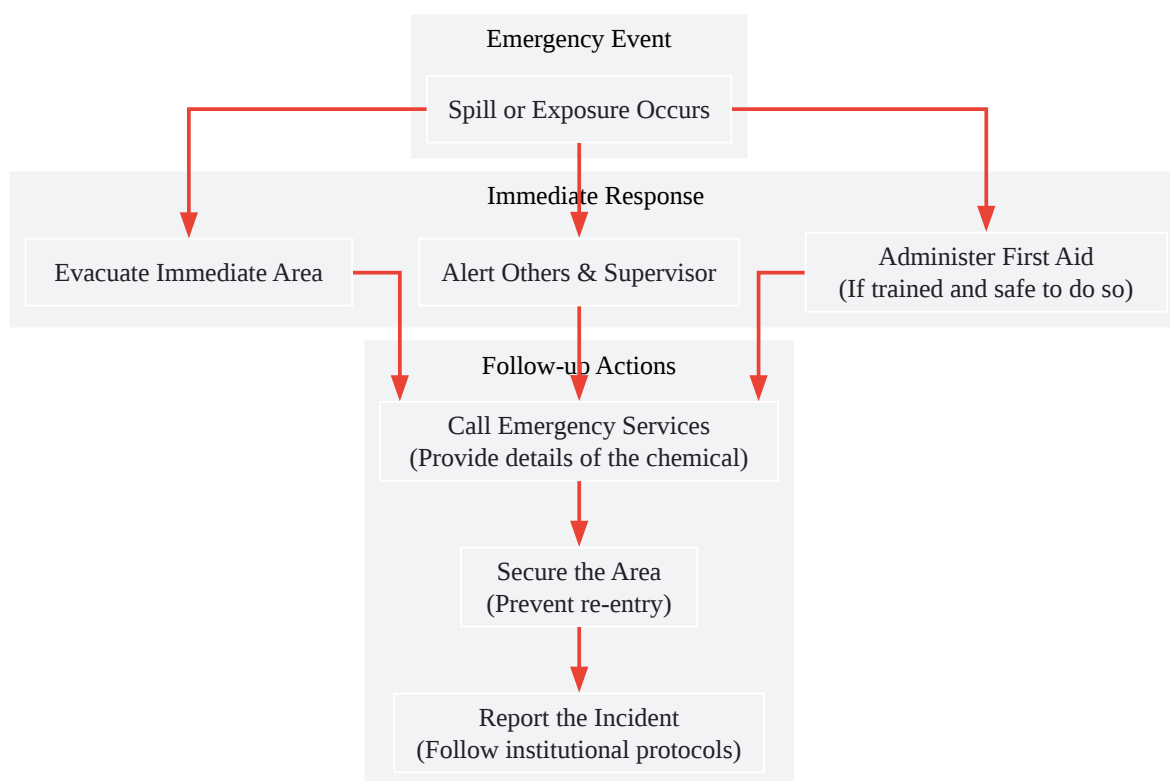 Emergency Event
Spill or Exposure Occurs
Immediate Response
Evacuate Immediate Area
Alert Others & Supervisor
Administer First Aid
(If trained and safe to do so)
Follow-up Actions
Call Emergency Services
(Provide details of the chemical)
Secure the Area
(Prevent re-entry)
Report the Incident
(Follow institutional protocols)